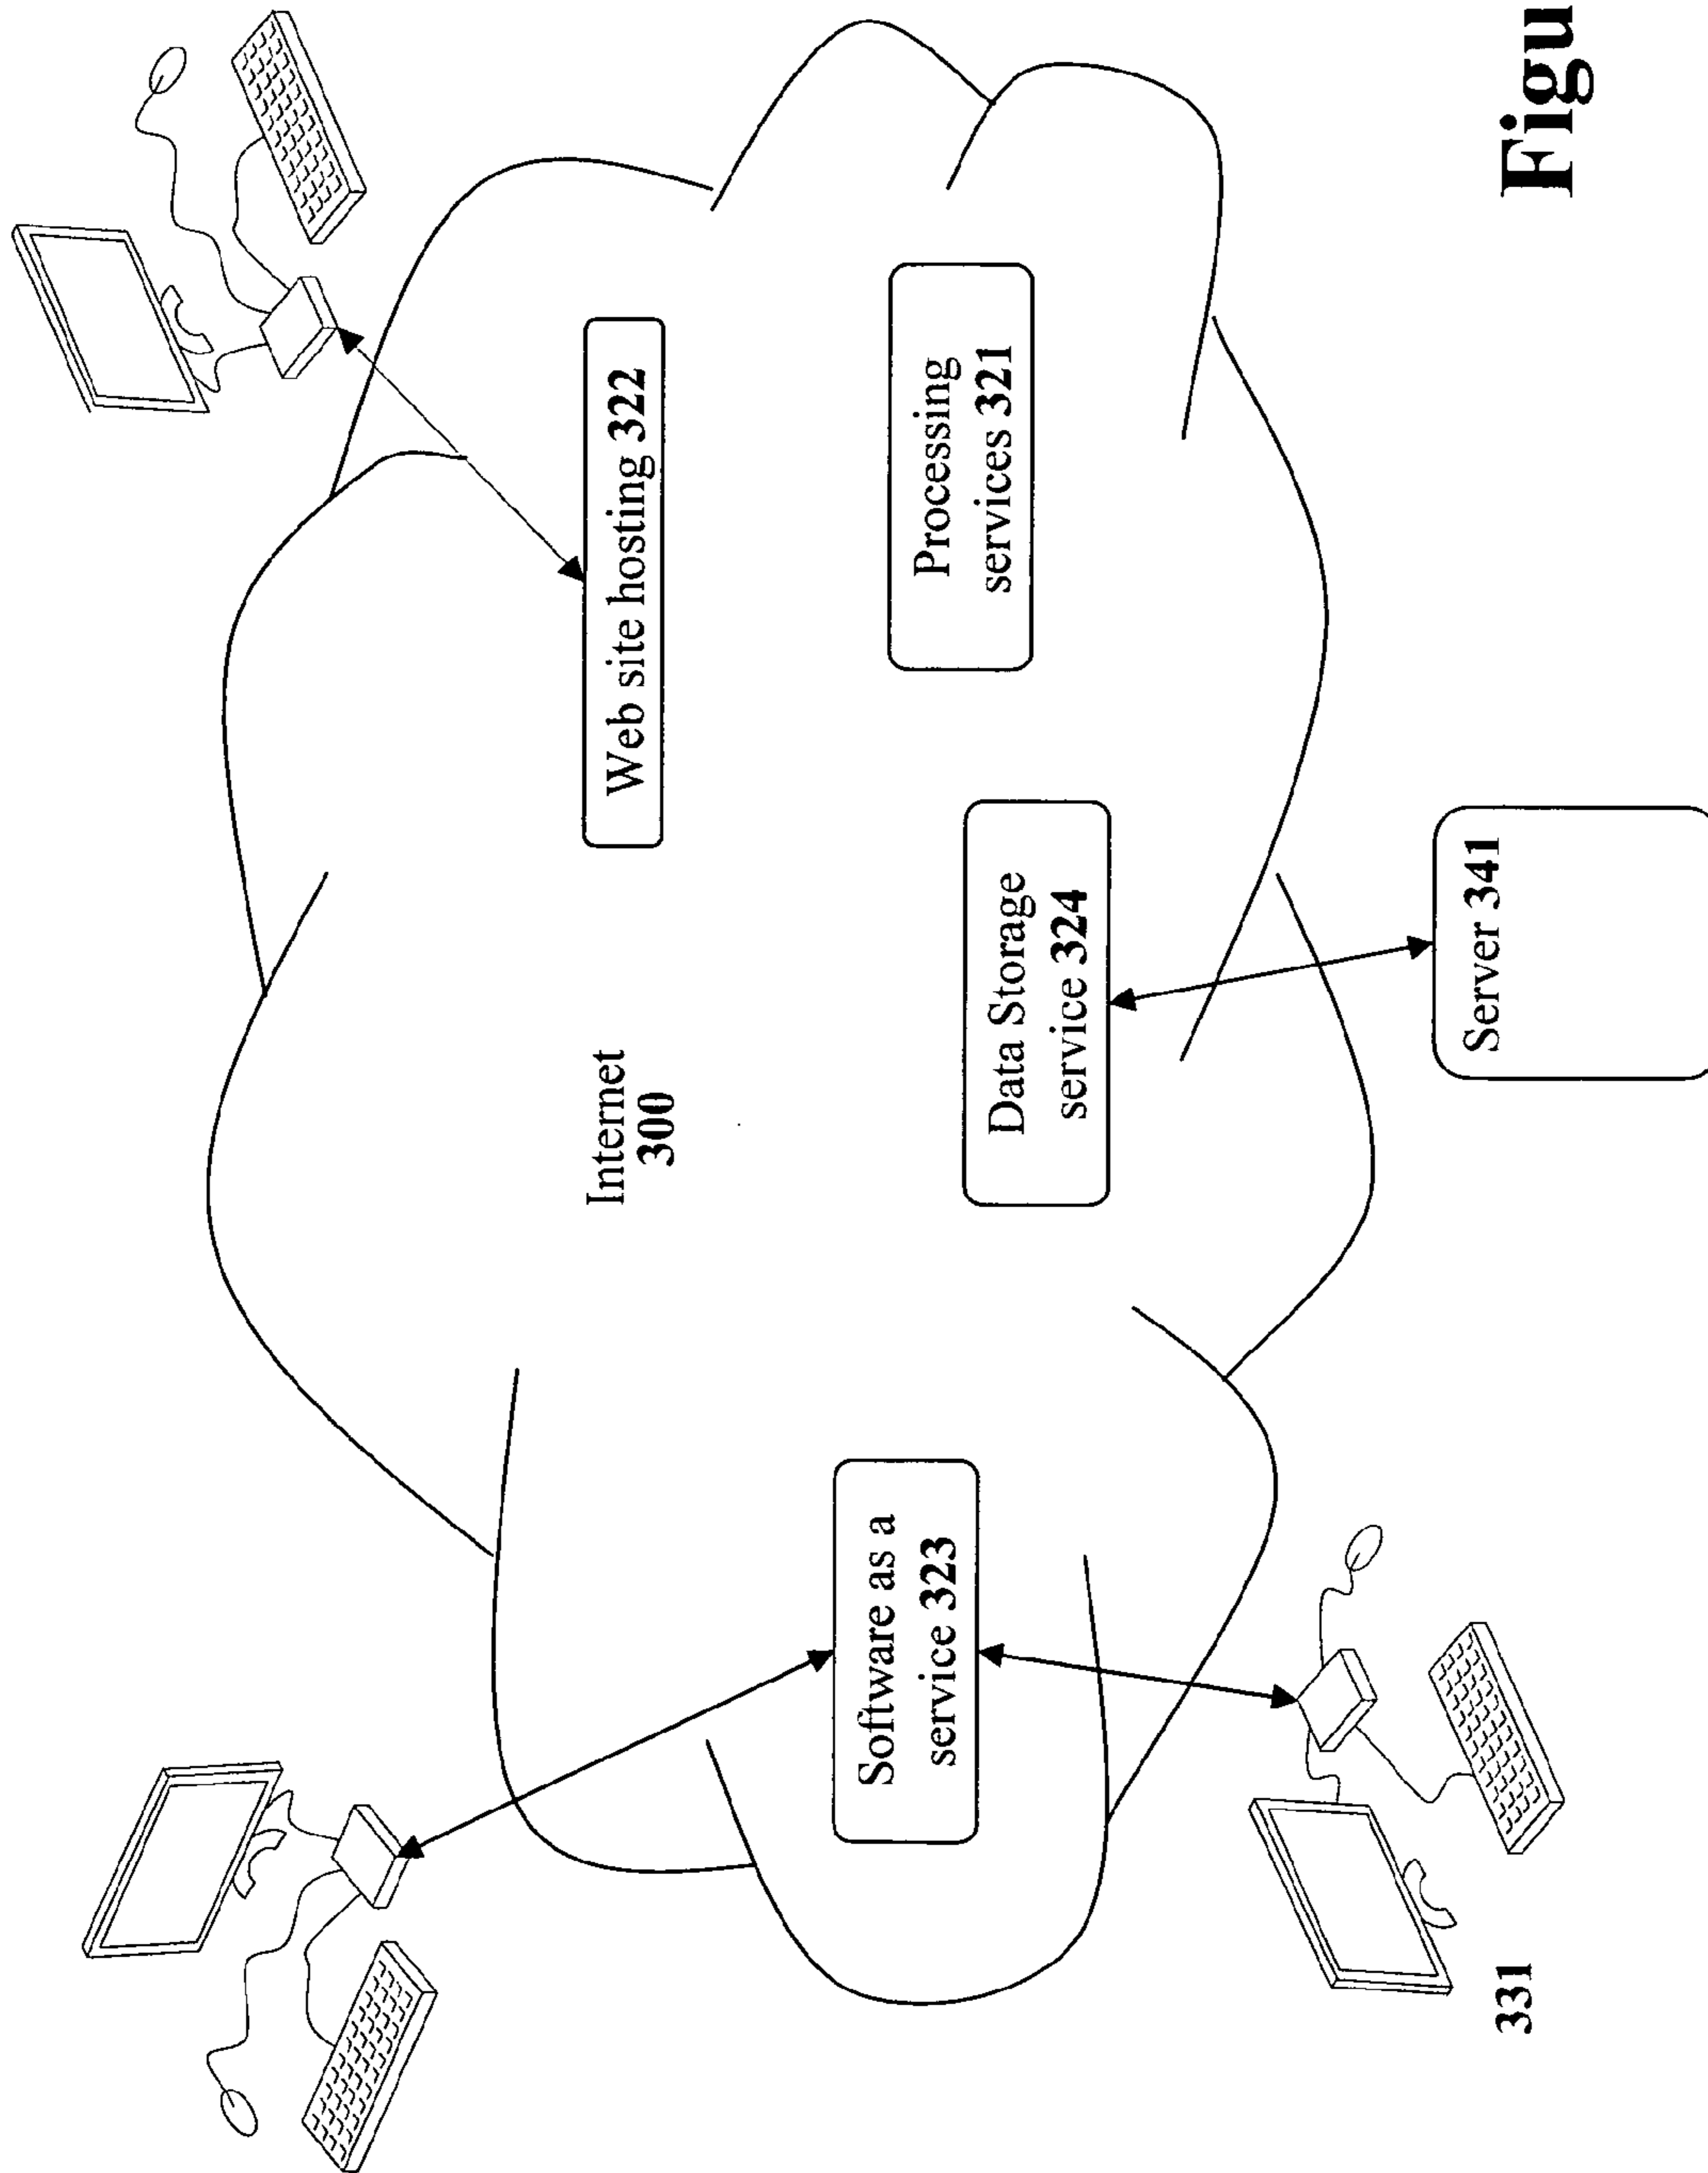 Internet
300
Web site hosting 322
Software as a
service 323
Data Storage
service 324
Processing
services 321
331
Server 341
Figu